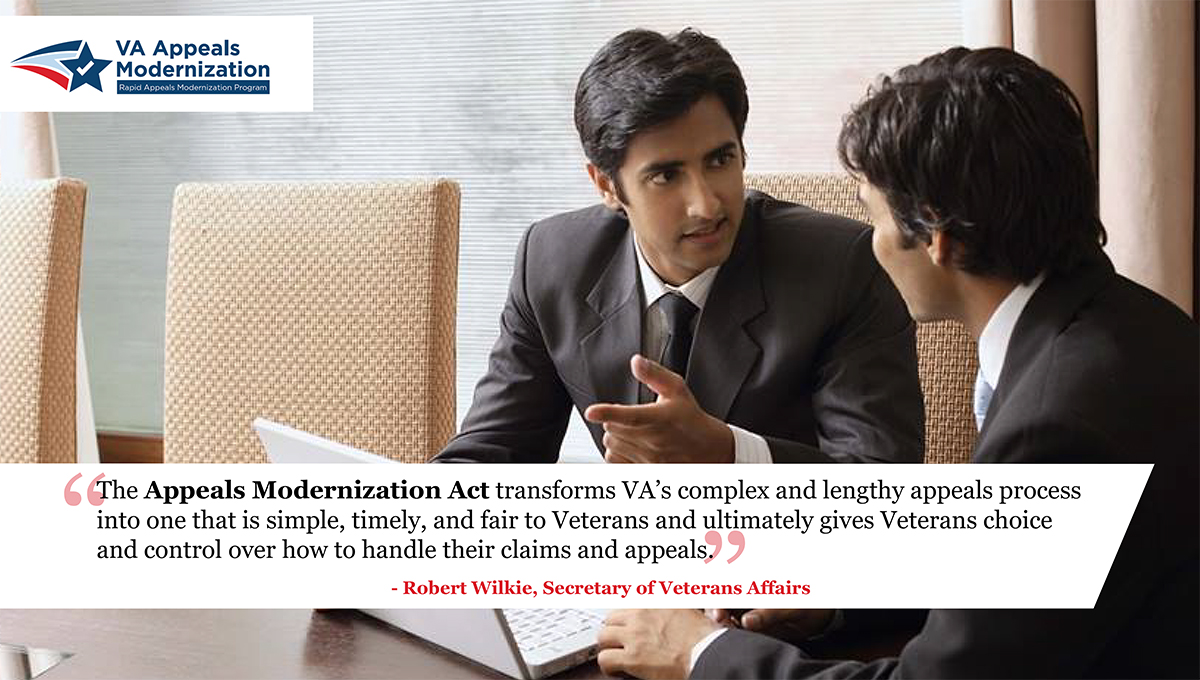 VA Appeals
Modernization
Rapid Appeals Modernization Program
“The Appeals Modernization Act transforms VA’s complex and lengthy appeals process
into one that is simple, timely, and fair to Veterans and ultimately gives Veterans choice
and control over how to handle their claims and appeals.”
- Robert Wilkie, Secretary of Veterans Affairs